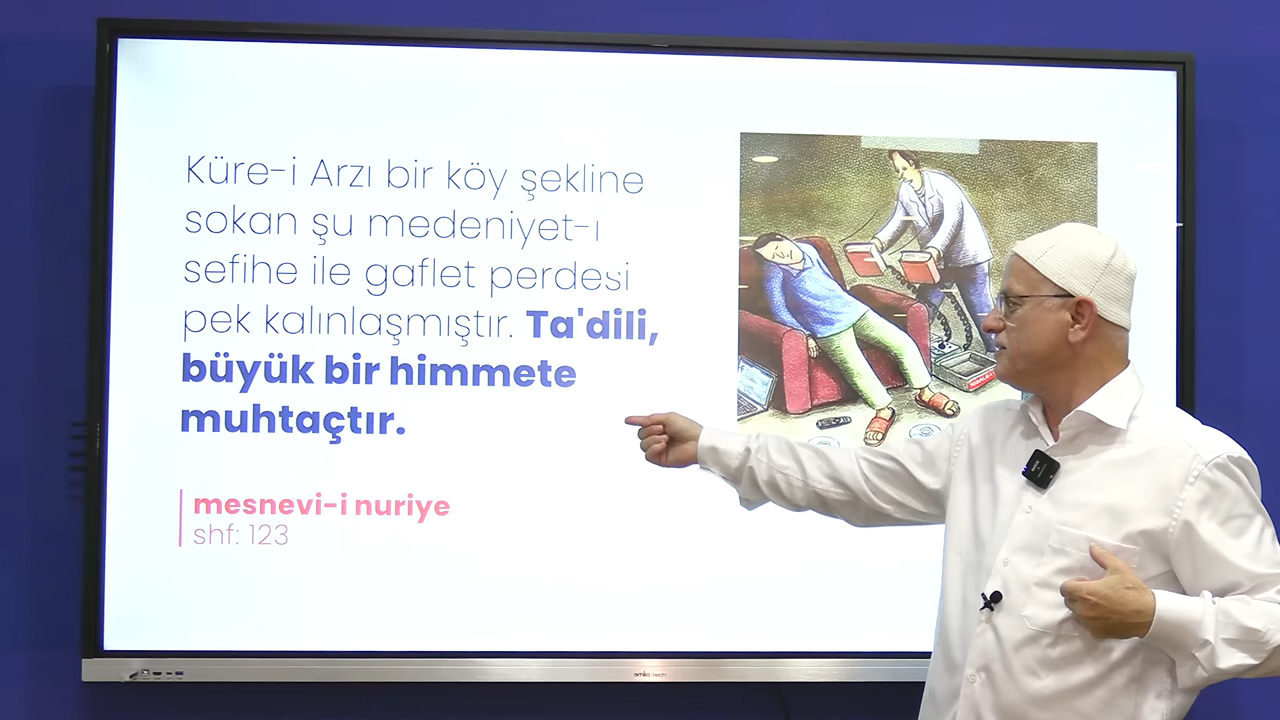 Küre-i Arzı bir köy şekline
sokan şu medeniyet-ı
sefihe ile gaflet perdesi
pek kalınlaşmıştır. Ta'dili,
büyük bir himmete
muhtaçtır.
mesnevi-i nuriye
shf: 123